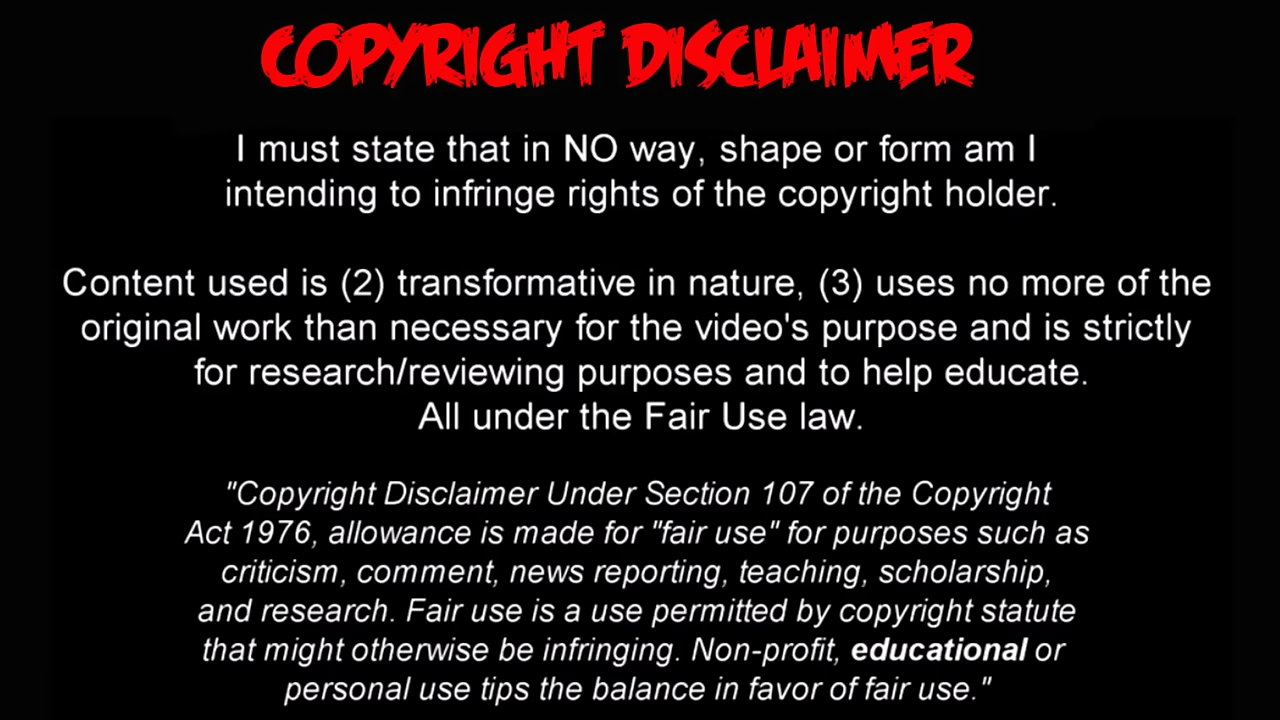 COPYRIGHT DISCLAIMER
I must state that in NO way, shape or form am I
intending to infringe rights of the copyright holder.
Content used is (2) transformative in nature, (3) uses no more of the
original work than necessary for the video's purpose and is strictly
for research/reviewing purposes and to help educate.
All under the Fair Use law.
"Copyright Disclaimer Under Section 107 of the Copyright
Act 1976, allowance is made for "fair use" for purposes such as
criticism, comment, news reporting, teaching, scholarship,
and research. Fair use is a use permitted by copyright statute
that might otherwise be infringing. Non-profit, educational or
personal use tips the balance in favor of fair use."